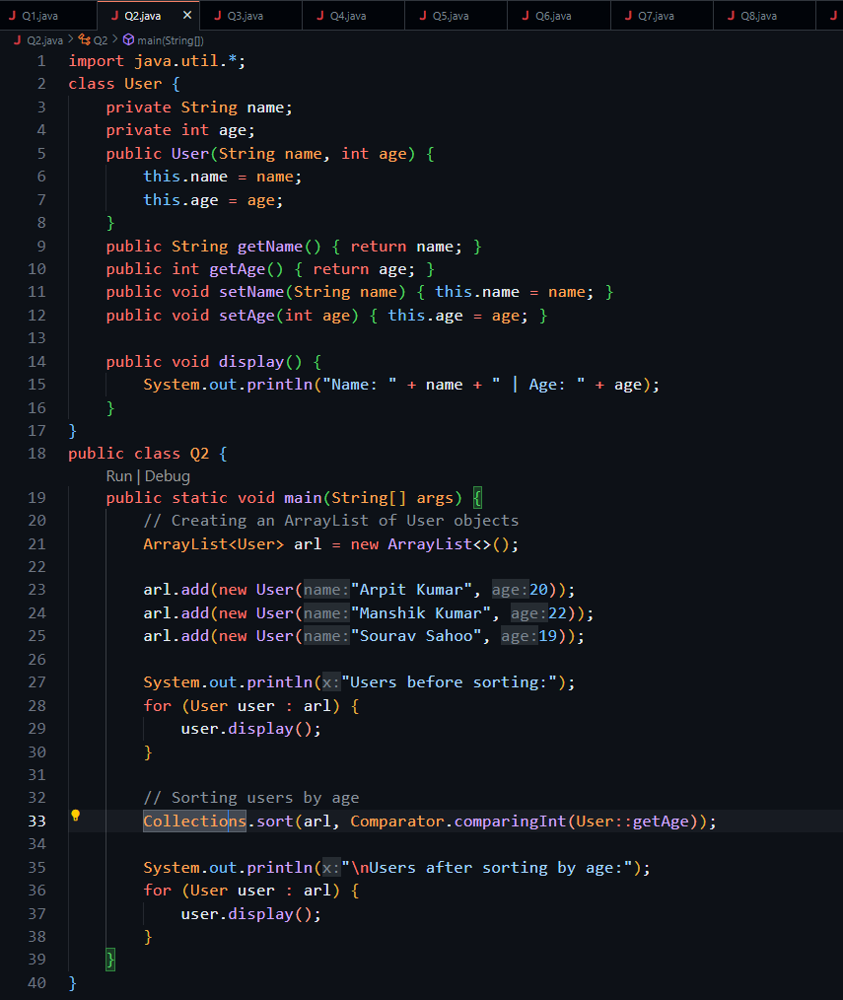 J Q1.java J Q2.java × J Q3.java J Q4.java J Q5.java J Q6.java J Q7.java J Q8.java J
J Q2.java > Q2 > main(String[])
1 import java.util.*;
2 class User {
3     private String name;
4     private int age;
5     public User(String name, int age) {
6         this.name = name;
7         this.age = age;
8     }
9     public String getName() { return name; }
10     public int getAge() { return age; }
11     public void setName(String name) { this.name = name; }
12     public void setAge(int age) { this.age = age; }
13
14     public void display() {
15         System.out.println("Name: " + name + " | Age: " + age);
16     }
17 }
18 public class Q2 {
Run | Debug
19     public static void main(String[] args) {
20         // Creating an ArrayList of User objects
21         ArrayList<User> arl = new ArrayList<>();
22
23         arl.add(new User(name:"Arpit Kumar", age:20));
24         arl.add(new User(name:"Manshik Kumar", age:22));
25         arl.add(new User(name:"Sourav Sahoo", age:19));
26
27         System.out.println(x:"Users before sorting:");
28         for (User user : arl) {
29             user.display();
30         }
31
32         // Sorting users by age
33         Collections.sort(arl, Comparator.comparingInt(User::getAge));
34
35         System.out.println(x:"\nUsers after sorting by age:");
36         for (User user : arl) {
37             user.display();
38         }
39     }
40 }